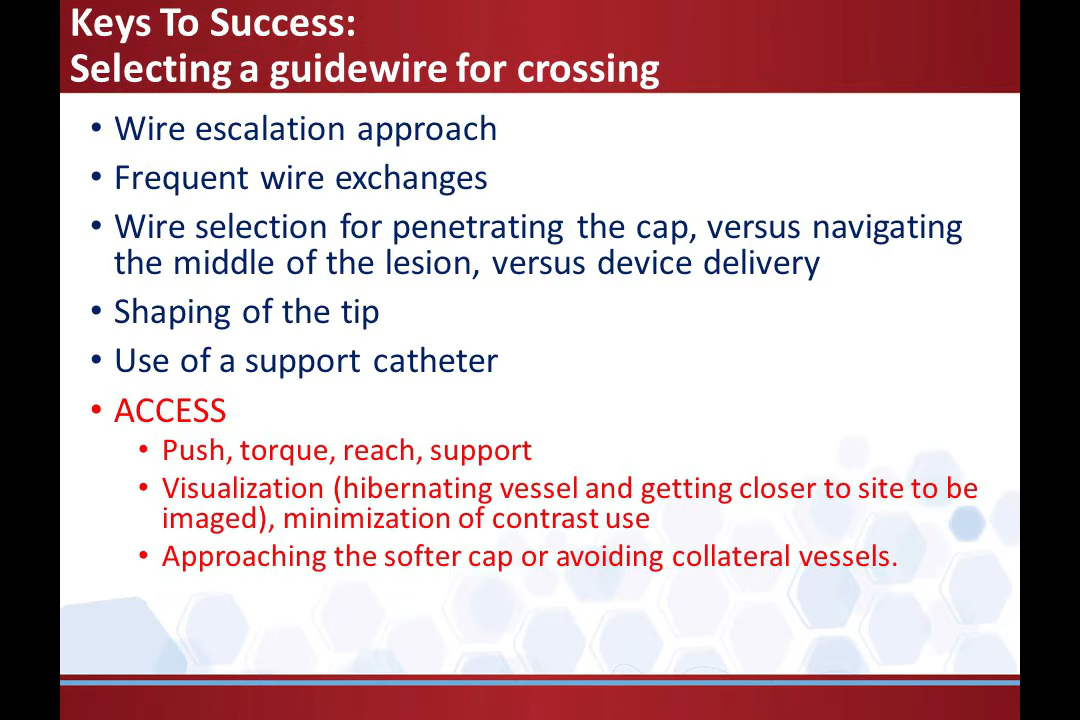 Keys To Success:
Selecting a guidewire for crossing
• Wire escalation approach
• Frequent wire exchanges
• Wire selection for penetrating the cap, versus navigating
the middle of the lesion, versus device delivery
• Shaping of the tip
• Use of a support catheter
• ACCESS
• Push, torque, reach, support
• Visualization (hibernating vessel and getting closer to site to be
imaged), minimization of contrast use
• Approaching the softer cap or avoiding collateral vessels.